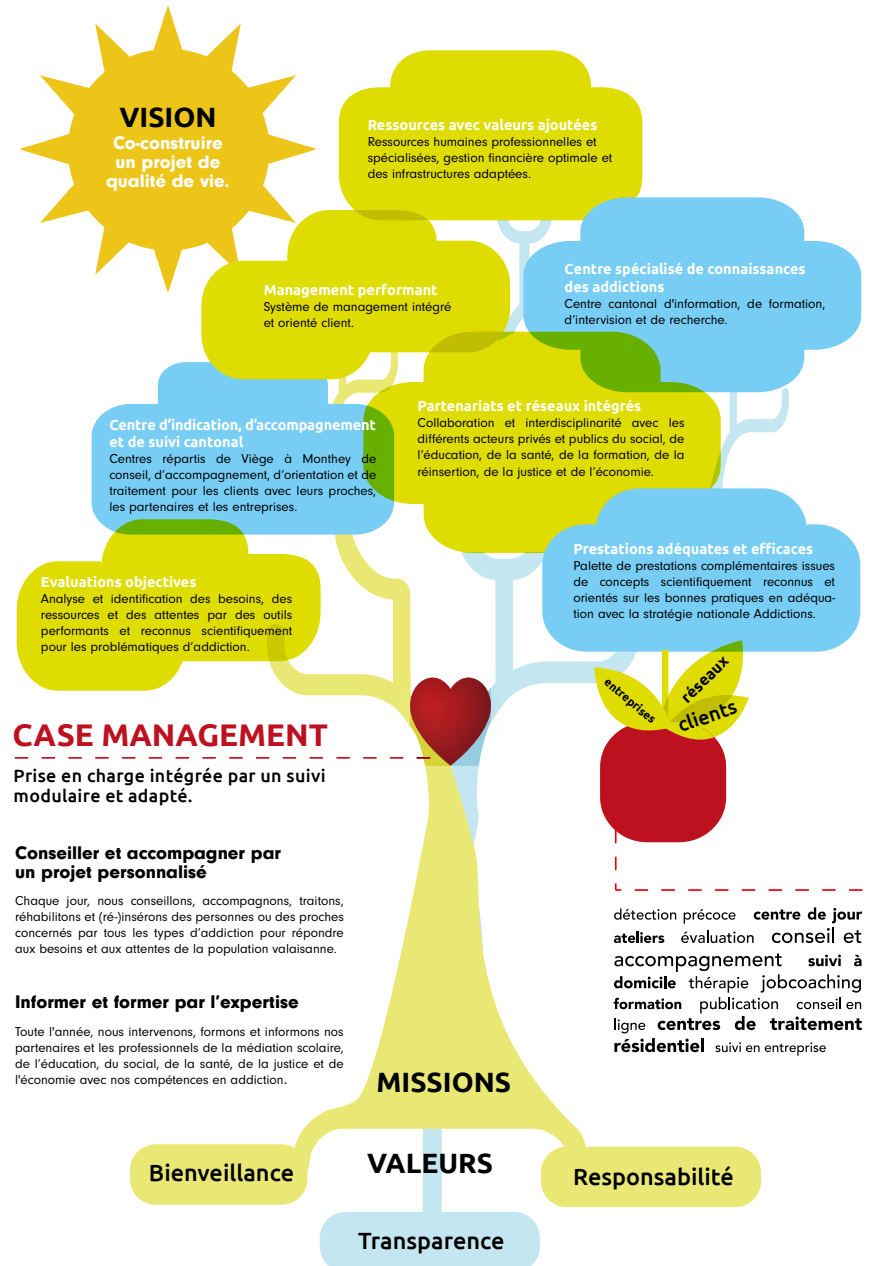 VISION
Co-construire
un projet de
qualité de vie.
Ressources avec valeurs ajoutées
Ressources humaines professionnelles et
spécialisées, gestion financière optimale et
des infrastructures adaptées.
Centre spécialisé de connaissances
des addictions
Centre cantonal d'information, de formation,
d’intervision et de recherche.
Management performant
Système de management intégré
et orienté client.
Partenariats et réseaux intégrés
Collaboration et interdisciplinarité avec les
différents acteurs privés et publics du social, de
l’éducation, de la santé, de la formation, de la
réinsertion, de la justice et de l’économie.
Centre d’indication, d’accompagnement
et de suivi cantonal
Centres répartis de Viège à Monthey de
conseil, d’accompagnement, d’orientation et de
traitement pour les clients avec leurs proches,
les partenaires et les entreprises.
Prestations adéquates et efficaces
Palette de prestations complémentaires issues
de concepts scientifiquement reconnus et
orientés sur les bonnes pratiques en adéqua-
tion avec la stratégie nationale Addictions.
Evaluations objectives
Analyse et identification des besoins, des
ressources et des attentes par des outils
performants et reconnus scientifiquement
pour les problématiques d’addiction.
entreprises
réseaux
clients
CASE MANAGEMENT
Prise en charge intégrée par un suivi
modulaire et adapté.
Conseiller et accompagner par
un projet personnalisé
Chaque jour, nous conseillons, accompagnons, traitons,
réhabilitons et (ré-)insérons des personnes ou des proches
concernés par tous les types d’addiction pour répondre
aux besoins et aux attentes de la population valaisanne.
Informer et former par l’expertise
Toute l'année, nous intervenons, formons et informons nos
partenaires et les professionnels de la médiation scolaire,
de l’éducation, du social, de la santé, de la justice et de
l'économie avec nos compétences en addiction.
détection précoce centre de jour
ateliers évaluation conseil et
accompagnement suivi à
domicile thérapie jobcoaching
formation publication conseil en
ligne centres de traitement
résidentiel suivi en entreprise
MISSIONS
VALEURS
Bienveillance
Responsabilité
Transparence